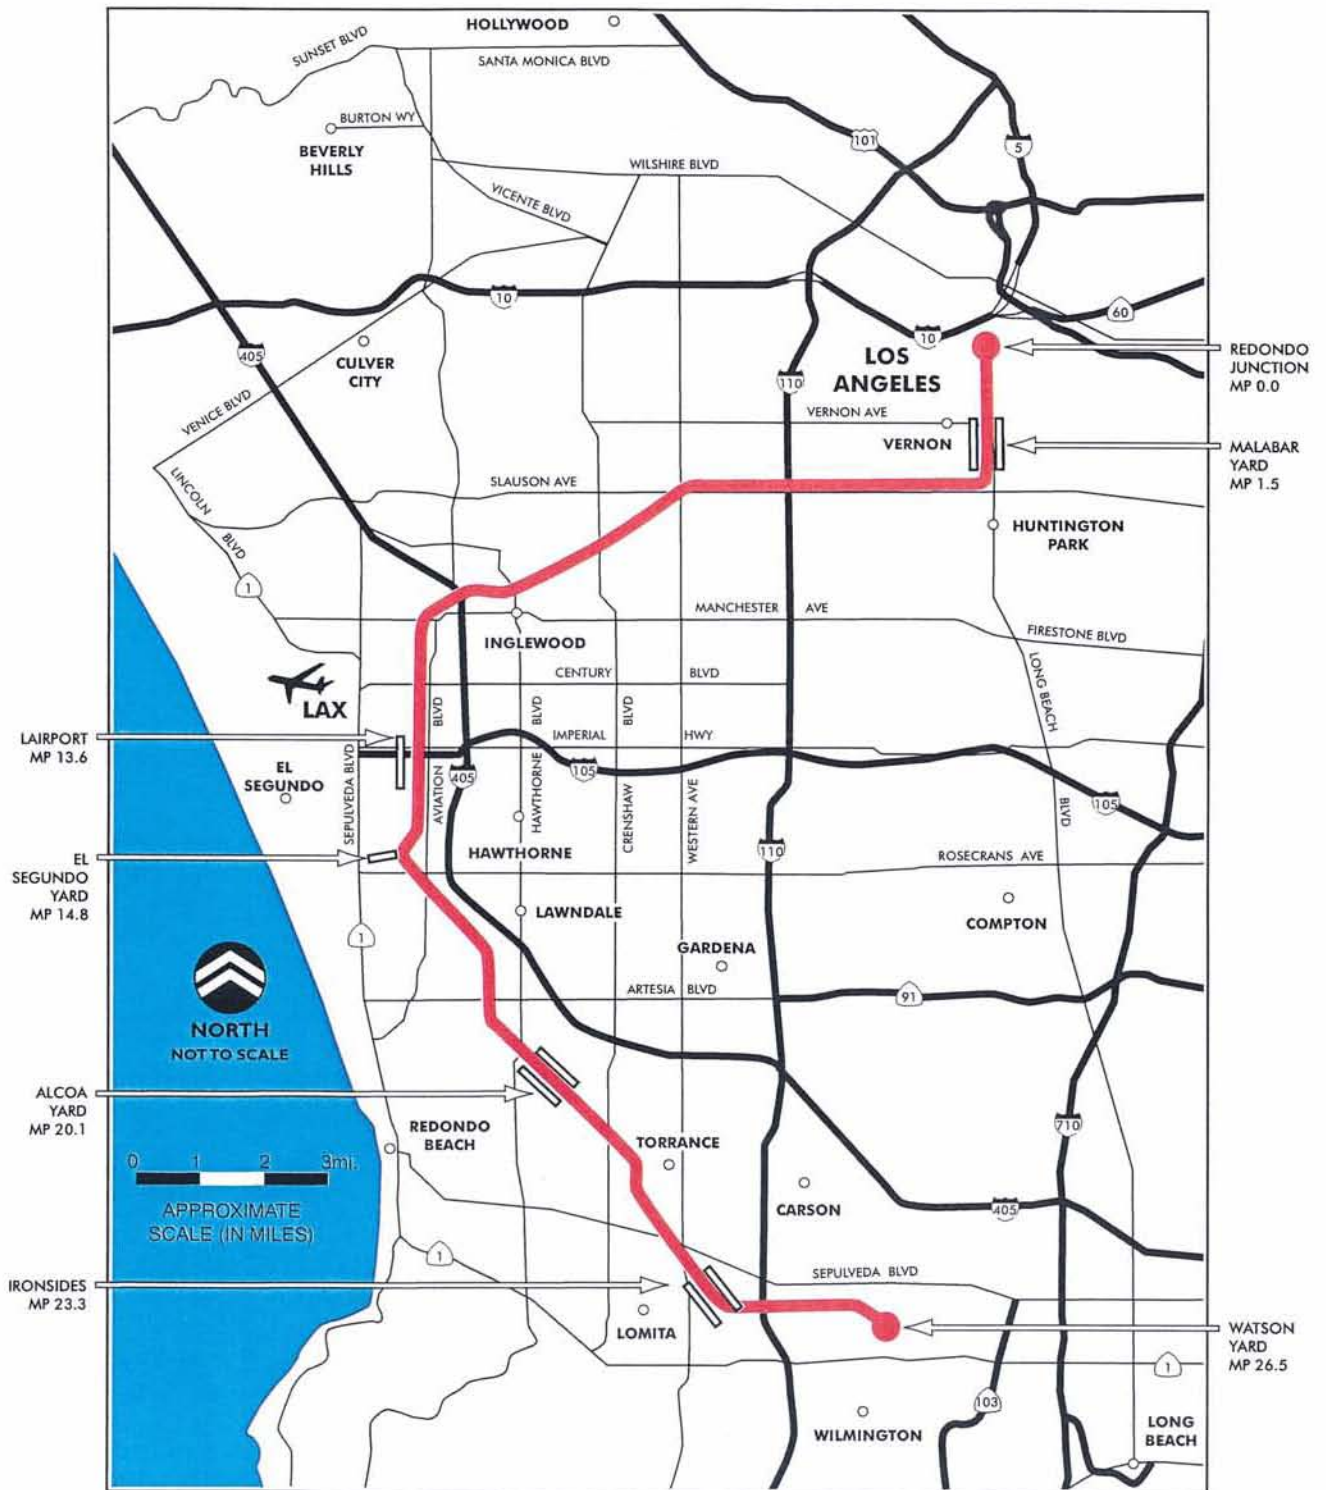 HOLLYWOOD
SUNSET BLVD
SANTA MONICA BLVD
BURTON WY
BEVERLY
HILLS
101
5
WILSHIRE BLVD
VICENTE BLVD
10
60
405
CULVER
CITY
10
LOS
ANGELES
REDONDO
JUNCTION
MP 0.0
110
VENICE BLVD
VERNON AVE
VERNON
MALABAR
YARD
MP 1.5
LINCOLN
BLVD
SLAUSON AVE
HUNTINGTON
PARK
1
MANCHESTER AVE
FIRESTONE BLVD
INGLEWOOD
CENTURY BLVD
LONG BEACH
BLVD
LAX
LAIRPORT
MP 13.6
SEPULVEDA BLVD
AVIATION BLVD
HAWTHORNE BLVD
CRENSHAW BLVD
WESTERN AVE
IMPERIAL HWY
EL
SEGUNDO
405
105
105
EL
SEGUNDO
YARD
MP 14.8
HAWTHORNE
110
ROSECRANS AVE
LAWNDALE
COMPTON
1
GARDENA
ARTESIA BLVD
91
NORTH
NOT TO SCALE
ALCOA
YARD
MP 20.1
REDONDO
BEACH
TORRANCE
710
0 1 2 3mi.
APPROXIMATE
SCALE (IN MILES)
CARSON
405
1
SEPULVEDA BLVD
IRONSIDES
MP 23.3
LOMITA
WATSON
YARD
MP 26.5
1
103
WILMINGTON
LONG
BEACH